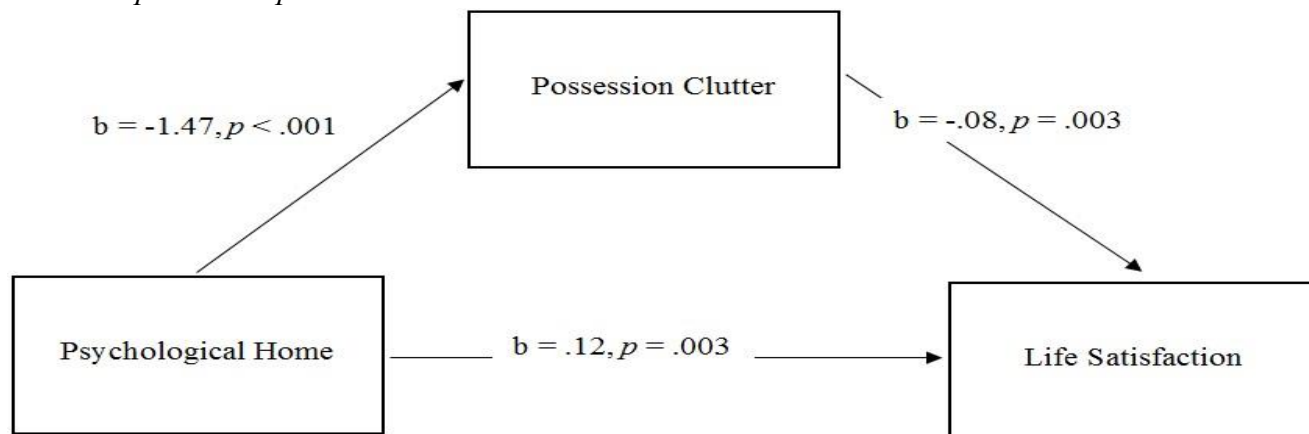 Possession Clutter
b = -1.47, p < .001
b = -.08, p = .003
Psychological Home
b = .12, p = .003
Life Satisfaction